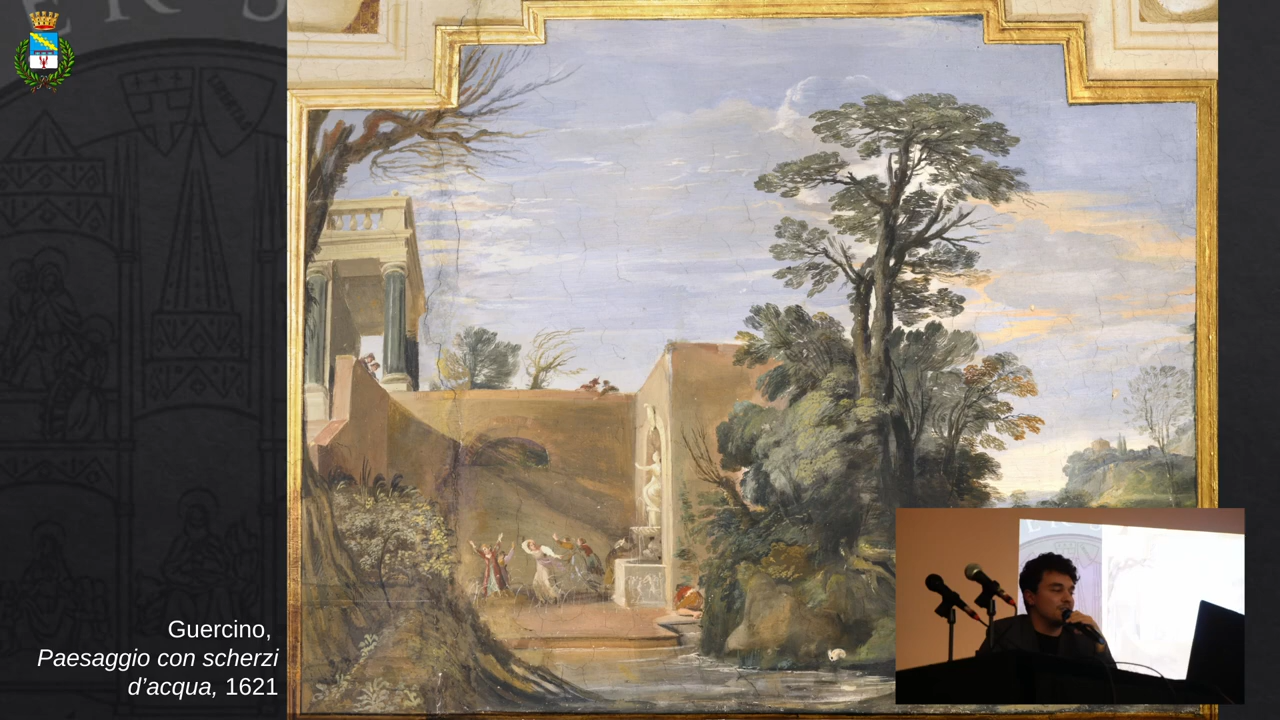 Guercino,
Paesaggio con scherzi
d’acqua, 1621